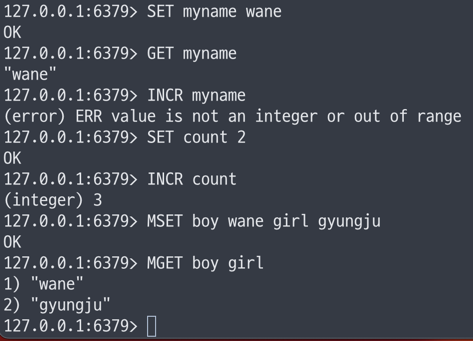 127.0.0.1:6379> SET myname wane
OK
127.0.0.1:6379> GET myname
"wane"
127.0.0.1:6379> INCR myname
(error) ERR value is not an integer or out of range
127.0.0.1:6379> SET count 2
OK
127.0.0.1:6379> INCR count
(integer) 3
127.0.0.1:6379> MSET boy wane girl gyungju
OK
127.0.0.1:6379> MGET boy girl
1) "wane"
2) "gyungju"
127.0.0.1:6379>